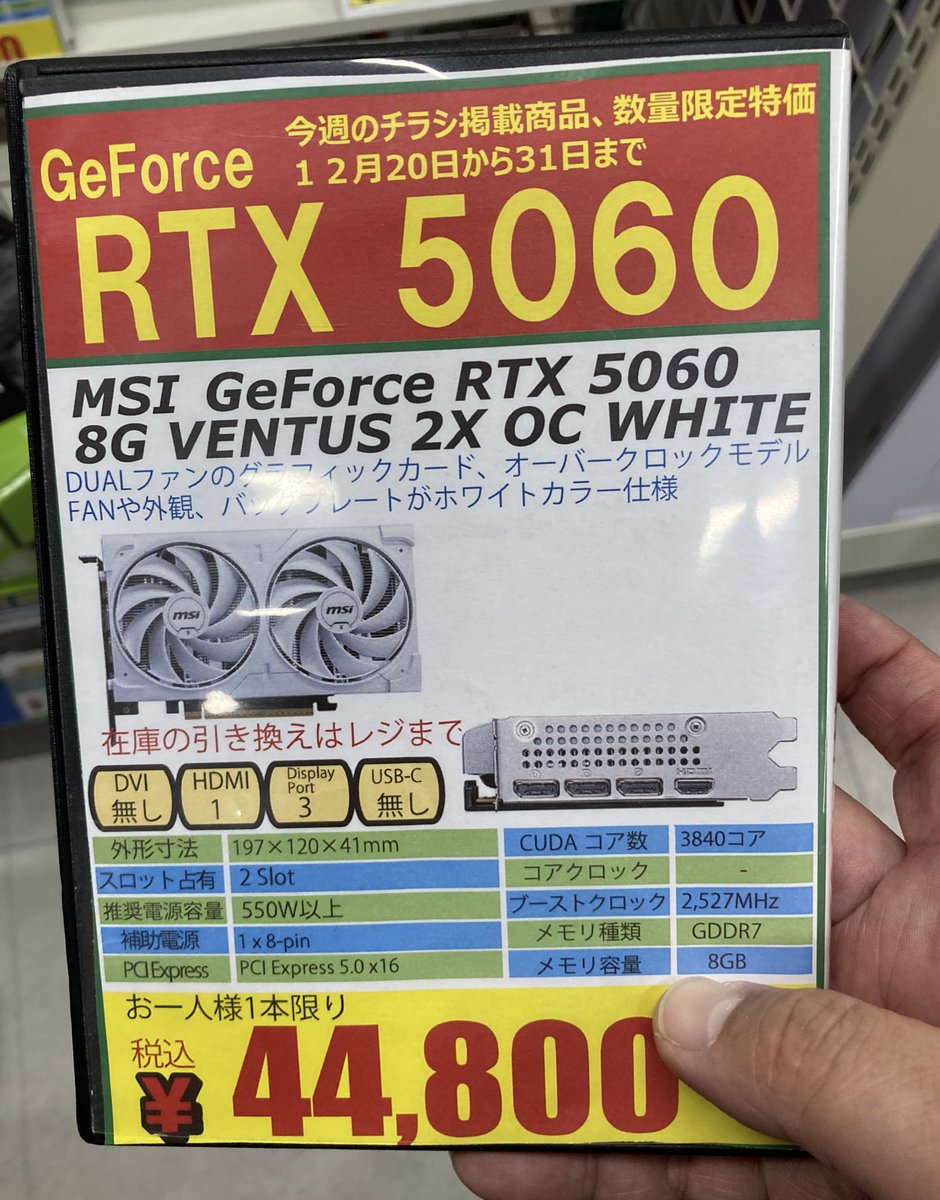 今週のチラシ掲載商品、数量限定特価
12月20日から31日まで
GeForce
RTX 5060
MSI GeForce RTX 5060
8G VENTUS 2X OC WHITE
DUALファンのグラフィックカード、オーバークロックモデル
FANや外観、バックプレートがホワイトカラー仕様
msi
msi
在庫の引き換えはレジまで
DVI
無し
HDMI
1
Display
Port
3
USB-C
無し
外形寸法 197×120×41mm
スロット占有 2 Slot
推奨電源容量 550W以上
補助電源 1 x 8-pin
PCI Express PCI Express 5.0 x16
CUDA コア数 3840コア
コアクロック -
ブーストクロック 2,527MHz
メモリ種類 GDDR7
メモリ容量 8GB
お一人様1本限り
税込
¥ 44,800